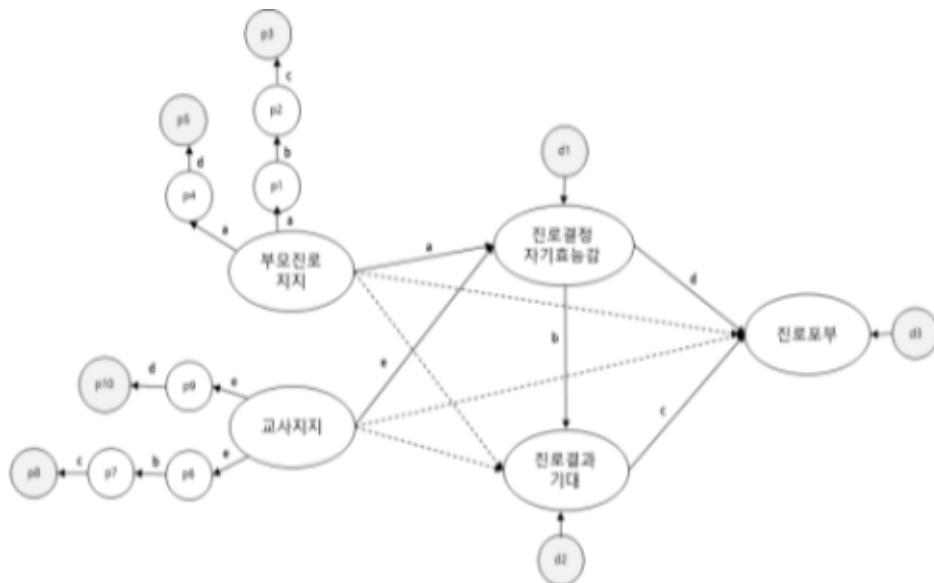 p3
c
p5
p2
d
b
p4
p1
a
a
d1
부모진로
지지
a
진로결정
자기효능감
d
b
e
진로포부
d3
p10
d
p9
e
교사지지
c
p8
c
p7
b
p6
e
진로결과
기대
d2